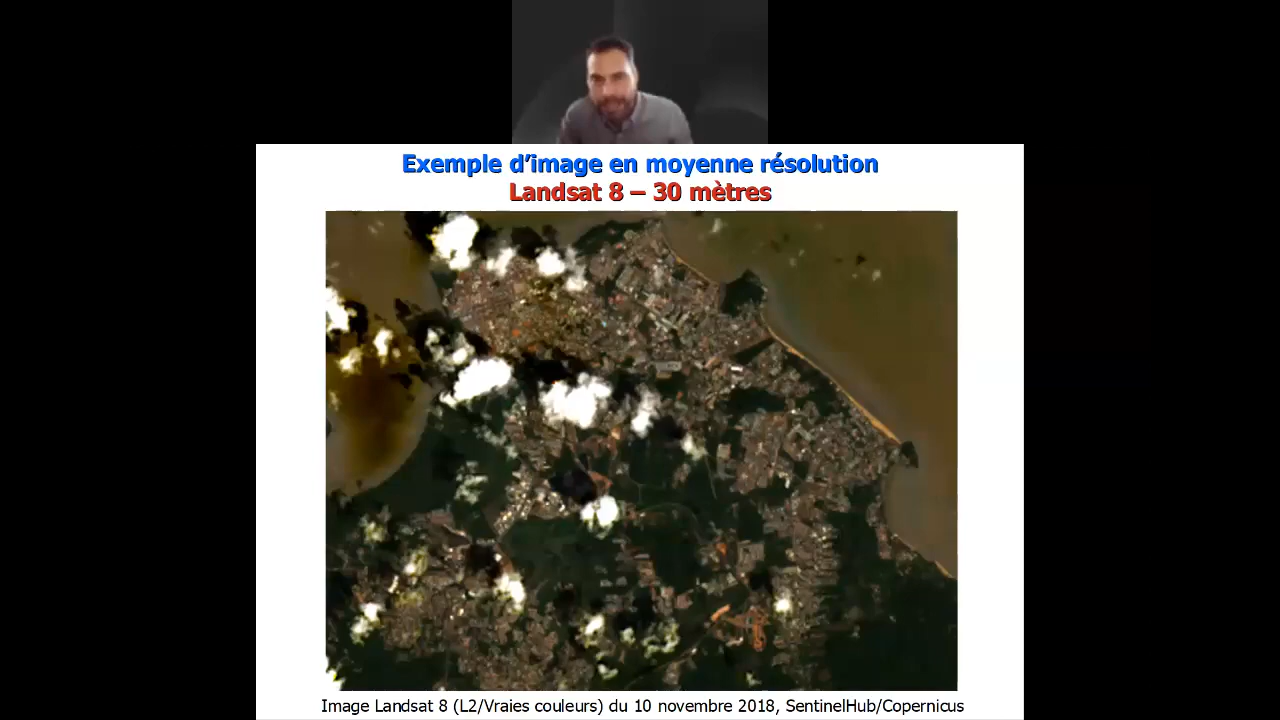 Exemple d’image en moyenne résolution
Landsat 8 – 30 mètres
Image Landsat 8 (L2/Vraies couleurs) du 10 novembre 2018, SentinelHub/Copernicus